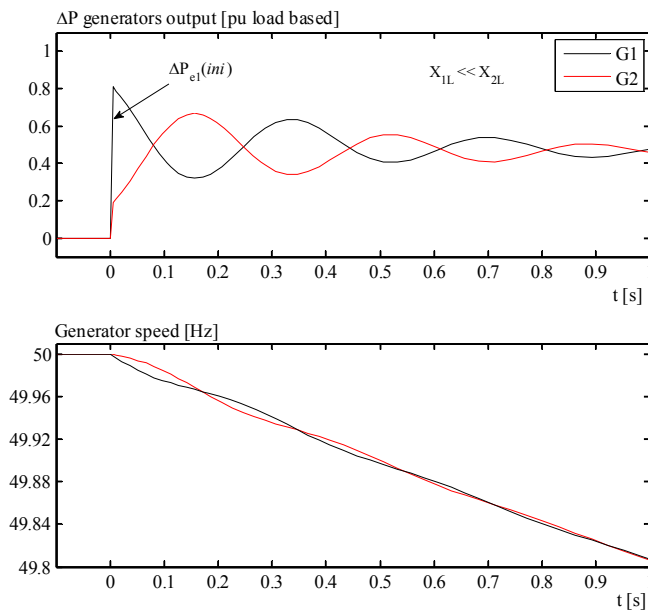 ΔP generators output [pu load based]
1
0.8
0.6
0.4
0.2
0
ΔPe1(ini)
X1L << X2L
G1
G2
0 0.1 0.2 0.3 0.4 0.5 0.6 0.7 0.8 0.9
t [s]
Generator speed [Hz]
50
49.96
49.92
49.88
49.84
49.8
0 0.1 0.2 0.3 0.4 0.5 0.6 0.7 0.8 0.9
t [s]